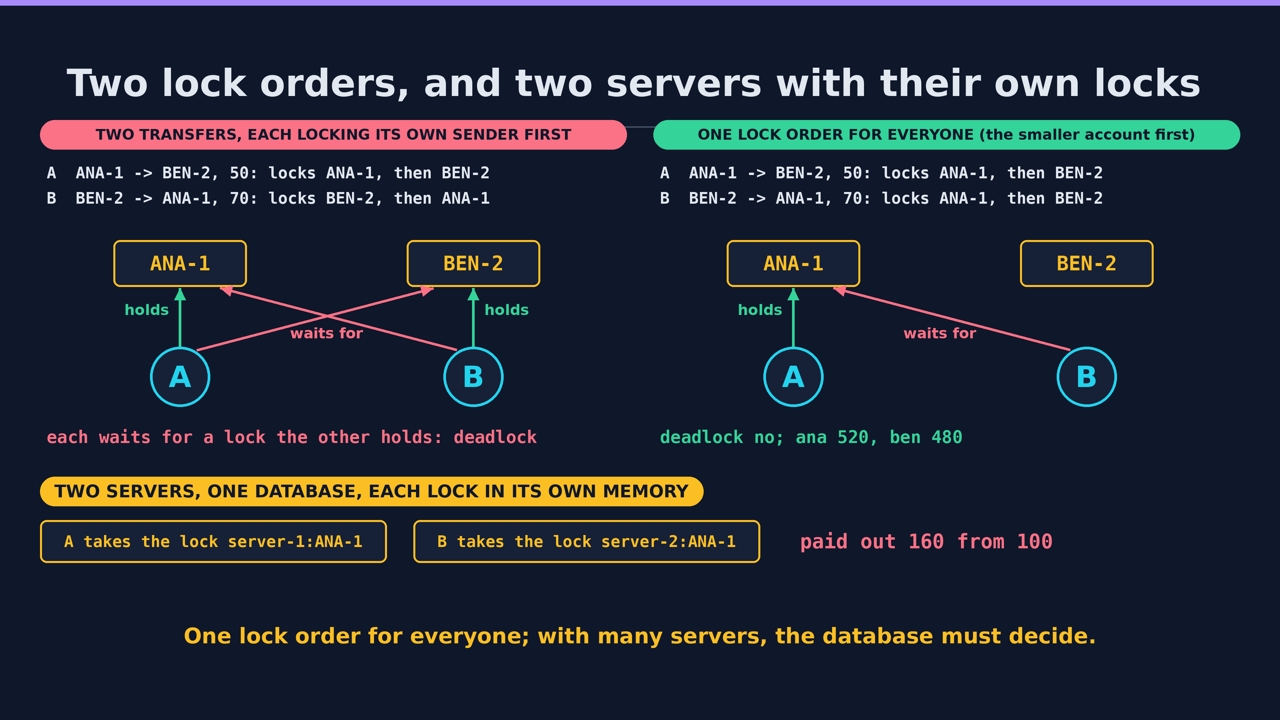 Two lock orders, and two servers with their own locks
TWO TRANSFERS, EACH LOCKING ITS OWN SENDER FIRST
A  ANA-1 -> BEN-2, 50: locks ANA-1, then BEN-2
B  BEN-2 -> ANA-1, 70: locks BEN-2, then ANA-1
ANA-1
BEN-2
holds
holds
waits for
A
B
each waits for a lock the other holds: deadlock
ONE LOCK ORDER FOR EVERYONE (the smaller account first)
A  ANA-1 -> BEN-2, 50: locks ANA-1, then BEN-2
B  BEN-2 -> ANA-1, 70: locks ANA-1, then BEN-2
ANA-1
BEN-2
holds
waits for
A
B
deadlock no; ana 520, ben 480
TWO SERVERS, ONE DATABASE, EACH LOCK IN ITS OWN MEMORY
A takes the lock server-1:ANA-1
B takes the lock server-2:ANA-1
paid out 160 from 100
One lock order for everyone; with many servers, the database must decide.